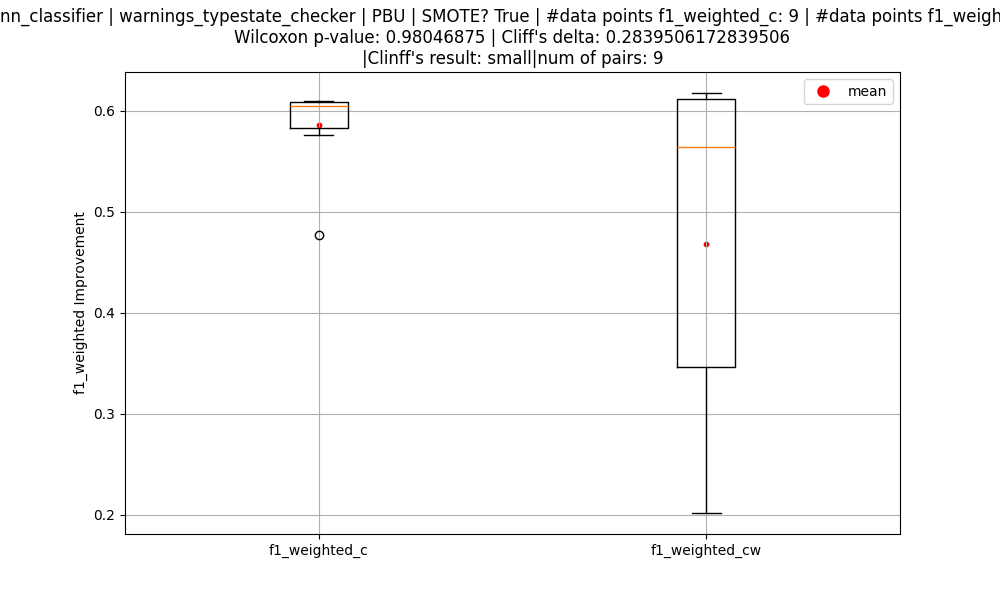 nn_classifier | warnings_typestate_checker | PBU | SMOTE? True | #data points f1_weighted_c: 9 | #data points f1_weigh
Wilcoxon p-value: 0.98046875 | Cliff's delta: 0.2839506172839506
|Clinff's result: small|num of pairs: 9
mean
0.6
0.5
0.4
0.3
0.2
f1_weighted Improvement
f1_weighted_c
f1_weighted_cw